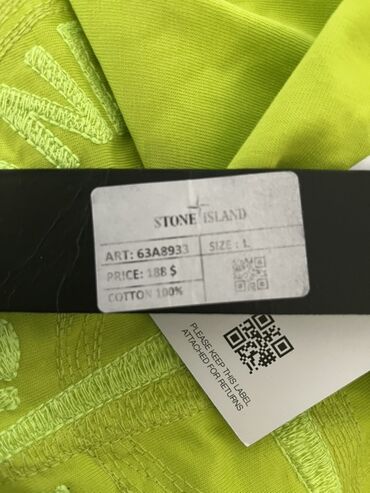 N
STONE ISLAND
ART: 63A8933
SIZE : L
PRICE: 188 $
COTTON 100%
PLEASE KEEP THIS LABEL
ATTACHED FOR RETURNS